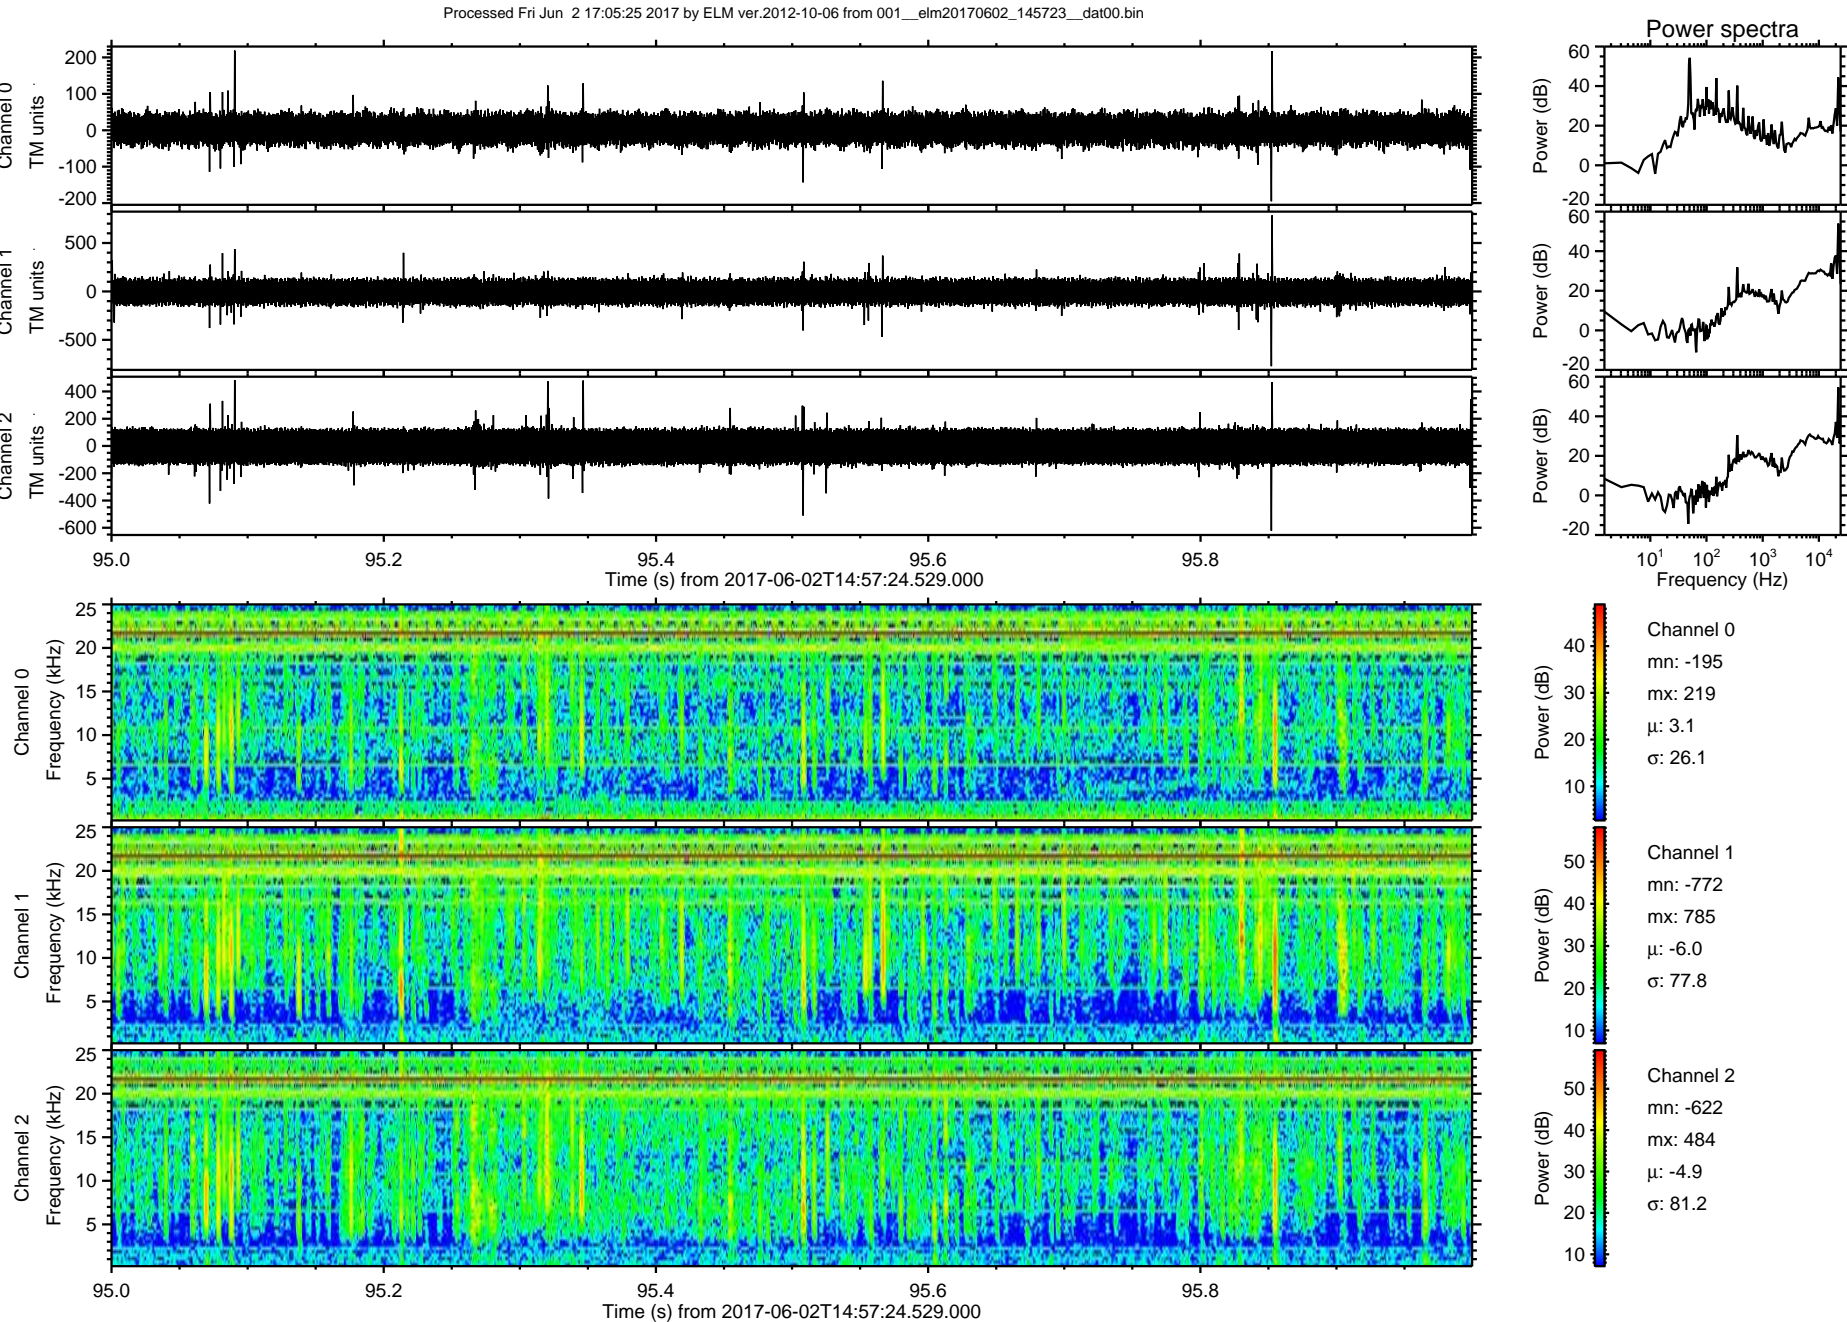 Processed Fri Jun  2 17:05:25 2017 by ELM ver.2012-10-06 from 001__elm20170602_145723__dat00.bin
Power spectra
Channel 0
TM units
200
100
0
-100
-200
Power (dB)
60
40
20
0
-20
Channel 1
TM units
500
0
-500
Power (dB)
60
40
20
0
-20
Channel 2
TM units
400
200
0
-200
-400
-600
Power (dB)
60
40
20
0
-20
95.0 95.2 95.4 95.6 95.8
Time (s) from 2017-06-02T14:57:24.529.000
10¹ 10² 10³ 10⁴
Frequency (Hz)
Channel 0
Frequency (kHz)
25
20
15
10
5
Power (dB)
40
30
20
10
Channel 0
mn: -195
mx: 219
μ: 3.1
σ: 26.1
Channel 1
Frequency (kHz)
25
20
15
10
5
Power (dB)
50
40
30
20
10
Channel 1
mn: -772
mx: 785
μ: -6.0
σ: 77.8
Channel 2
Frequency (kHz)
25
20
15
10
5
Power (dB)
50
40
30
20
10
Channel 2
mn: -622
mx: 484
μ: -4.9
σ: 81.2
95.0 95.2 95.4 95.6 95.8
Time (s) from 2017-06-02T14:57:24.529.000